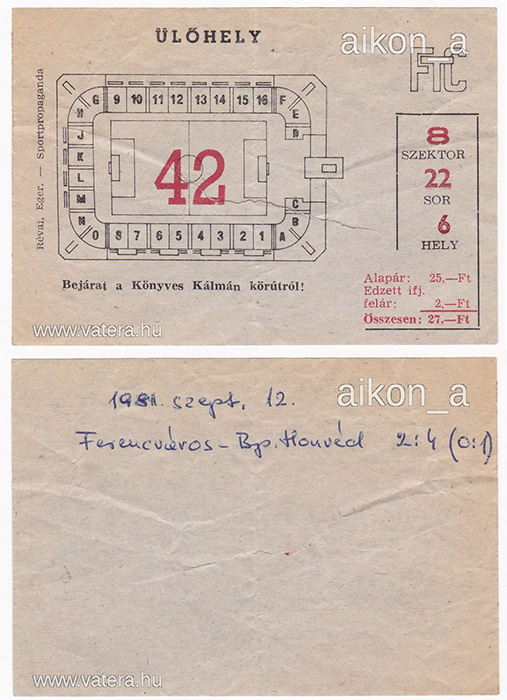 ÜLŐHELY
aikon_a
FTC
Révai, Eger. — Sportpropaganda
G 9 10 11 12 13 14 15 16 F
H E
J D
K
L
M C
N B
O 8 7 6 5 4 3 2 1 A
42
8
SZEKTOR
22
SOR
6
HELY
Bejárat a Könyves Kálmán körútról!
Alapár: 25,—Ft
Edzett ifj.
felár: 2,—Ft
Összesen: 27,—Ft
www.vatera.hu
aikon_a
1981. szept. 12.
Ferencváros - Bp. Honvéd 2:4 (0:1)
www.vatera.hu